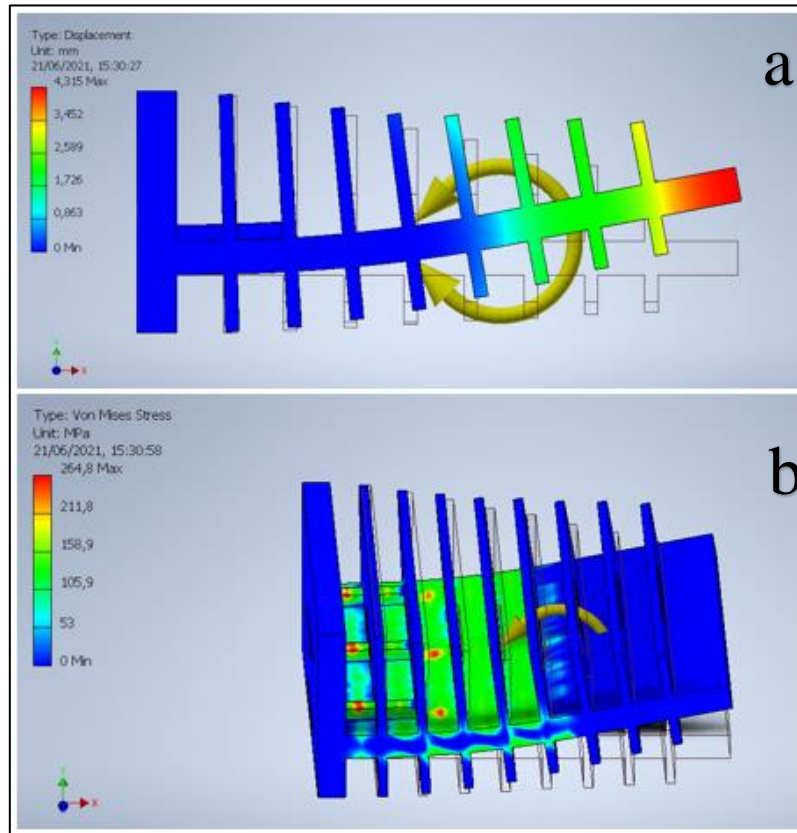 Type: Displacement
Unit: mm
21/06/2021, 15:30:27
4,315 Max
3,452
2,589
1,726
0,863
0 Min
a
Y
X
Type: Von Mises Stress
Unit: MPa
21/06/2021, 15:30:58
264,8 Max
211,8
158,9
105,9
53
0 Min
b
Y
X